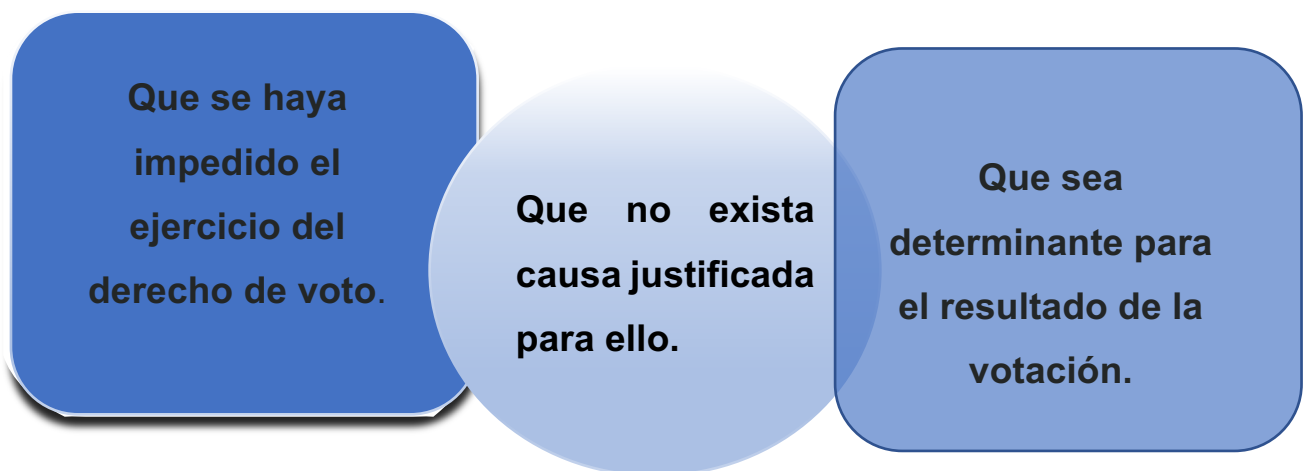 Que se haya
impedido el
ejercicio del
derecho de voto.
Que no exista
causa justificada
para ello.
Que sea
determinante para
el resultado de la
votación.